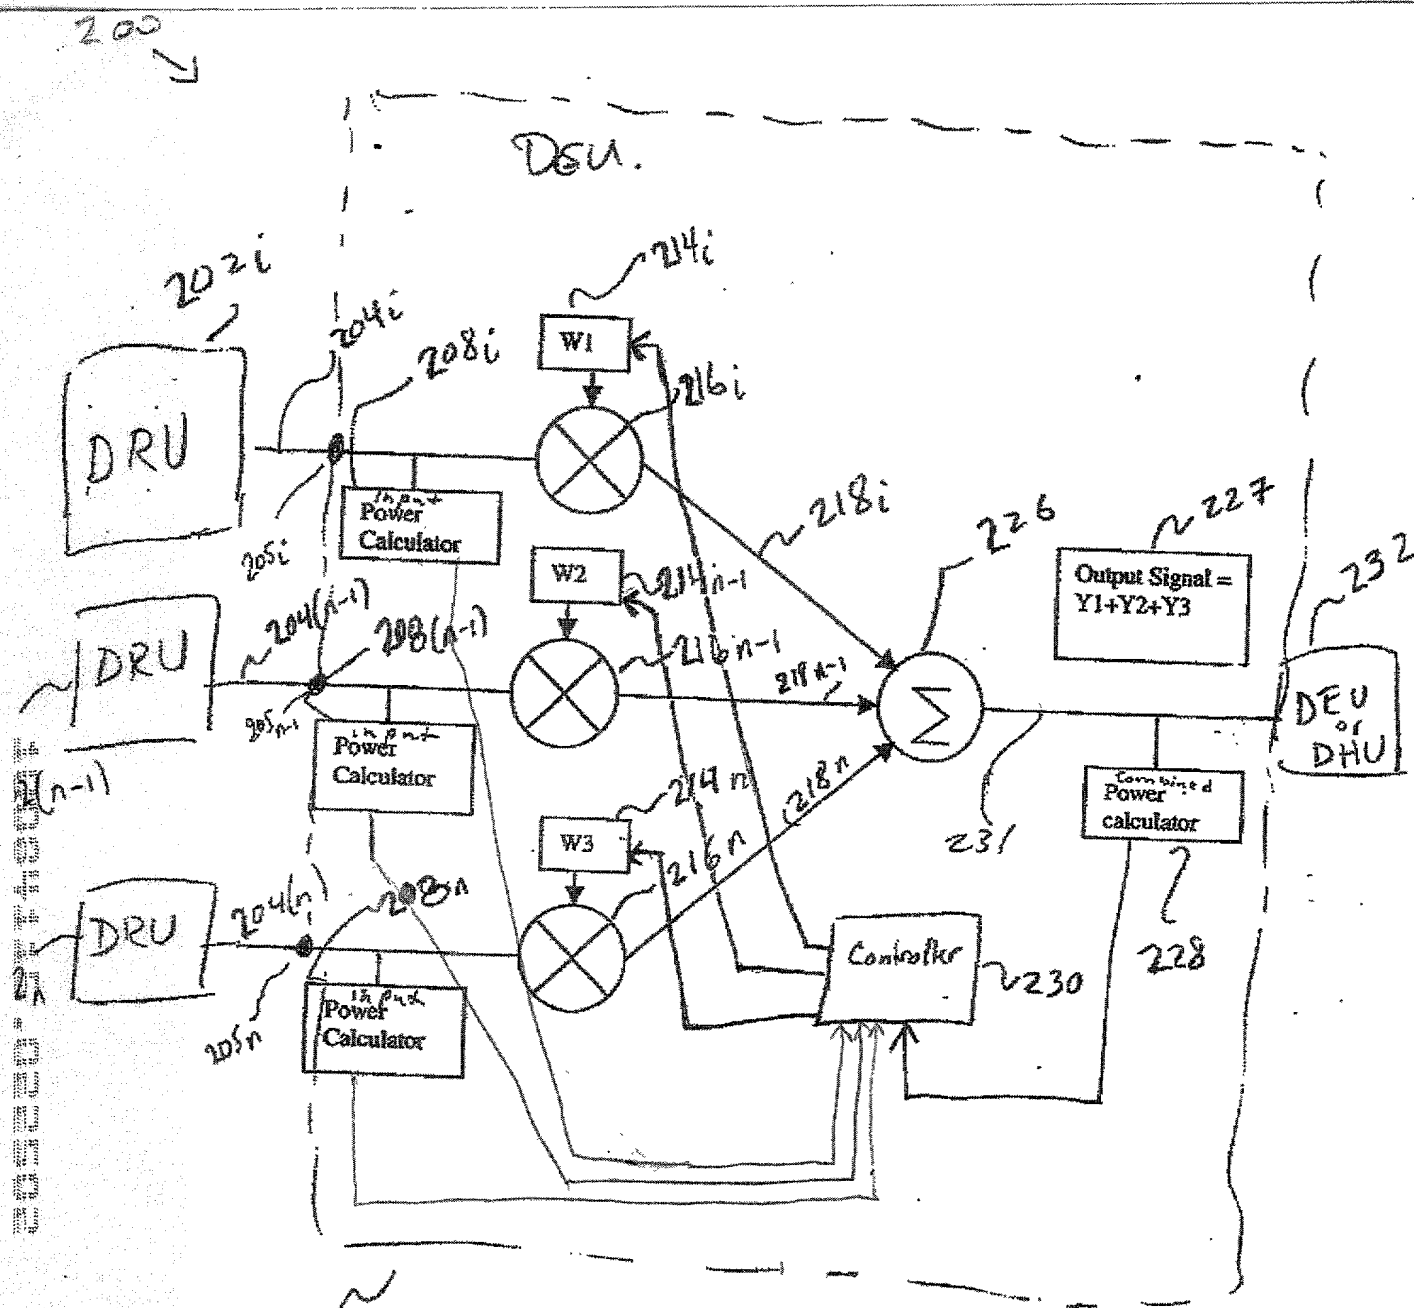 200
DEU.
202i
204i
208i
214i
W1
216i
DRU
205i
input
Power
Calculator
218i
226
227
Output Signal =
Y1+Y2+Y3
232
W2
214n-1
204(n-1)
208(n-1)
216n-1
218n-1
DRU
205n-1
input
Power
Calculator
Σ
DEU
or
DHU
(n-1)
W3
214n
218n
231
Combined
Power
calculator
204(n)
208n
216n
DRU
Controller
230
228
205n
input
Power
Calculator